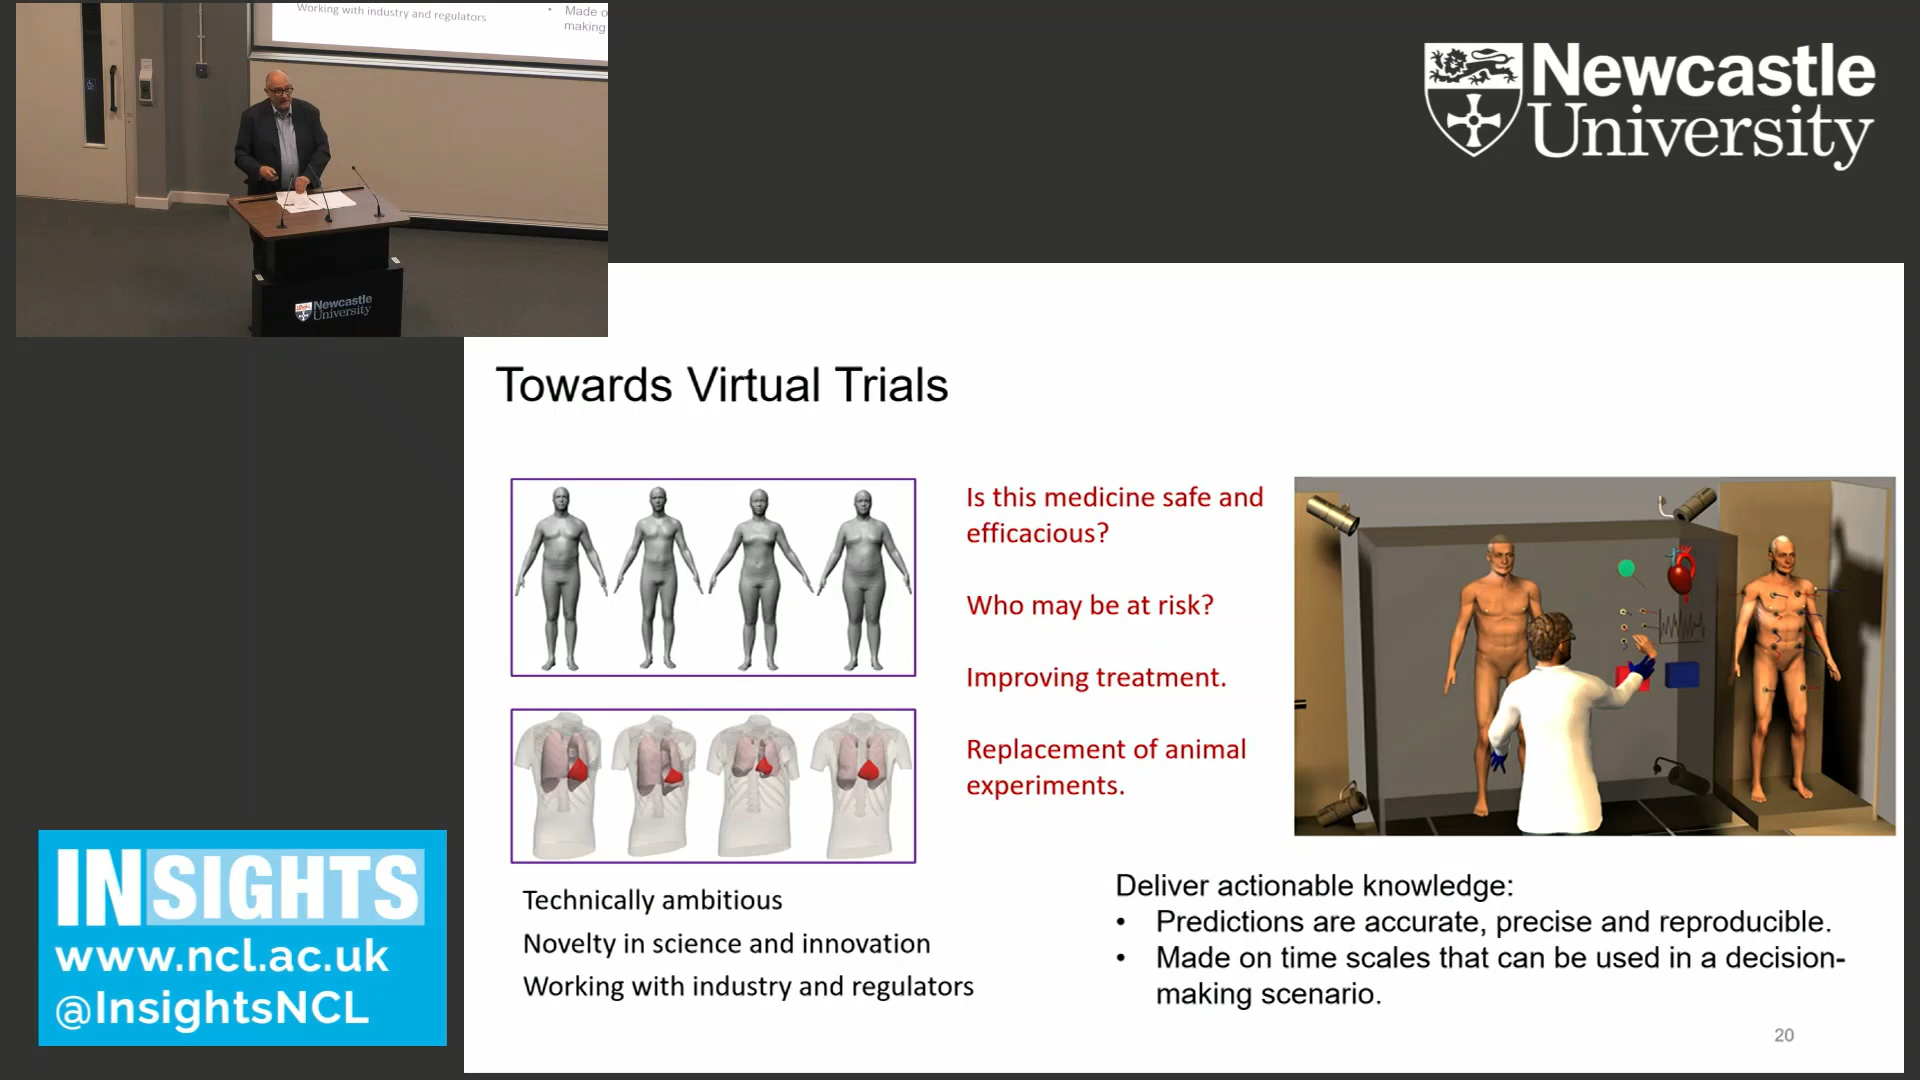 Working with industry and regulators
• Made o
making
Newcastle
University
Newcastle
University
Towards Virtual Trials
Is this medicine safe and
efficacious?
Who may be at risk?
Improving treatment.
Replacement of animal
experiments.
Technically ambitious
Novelty in science and innovation
Working with industry and regulators
Deliver actionable knowledge:
• Predictions are accurate, precise and reproducible.
• Made on time scales that can be used in a decision-
making scenario.
20
INSIGHTS
www.ncl.ac.uk
@InsightsNCL